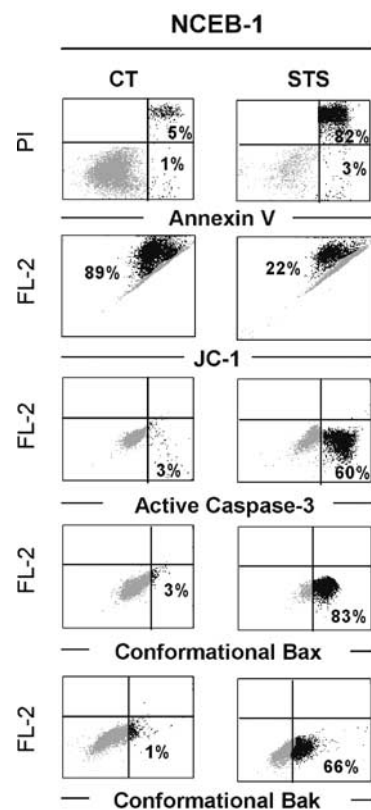 NCEB-1
CT STS
PI
5%
1%
82%
3%
Annexin V
FL-2
89%
22%
JC-1
FL-2
3%
60%
Active Caspase-3
FL-2
3%
83%
Conformational Bax
FL-2
1%
66%
Conformational Bak